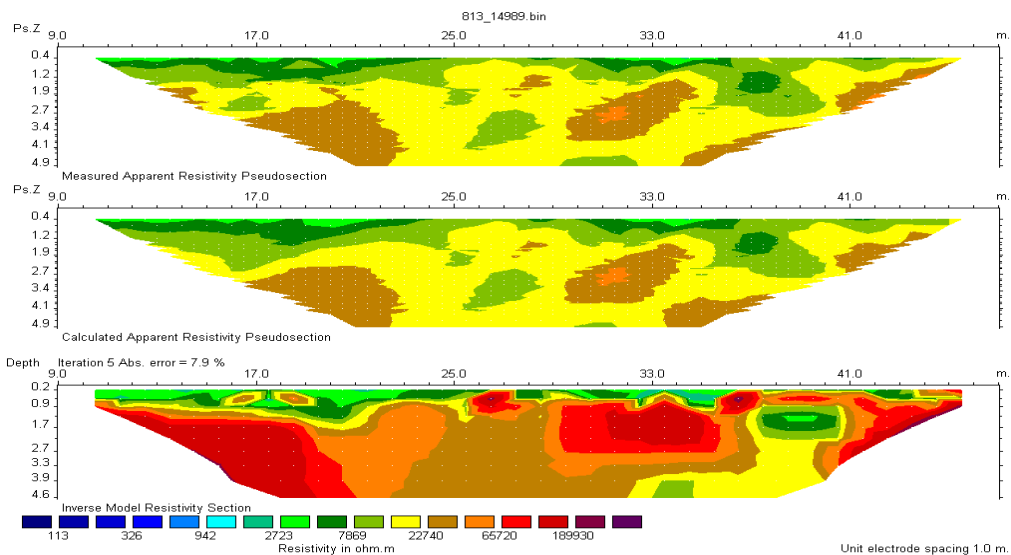 813_14989.bin
Ps.Z
9.0 17.0 25.0 33.0 41.0 m.
0.4
1.2
1.9
2.7
3.4
4.1
4.9
Measured Apparent Resistivity Pseudosection
Ps.Z
9.0 17.0 25.0 33.0 41.0 m.
0.4
1.2
1.9
2.7
3.4
4.1
4.9
Calculated Apparent Resistivity Pseudosection
Depth Iteration 5 Abs. error = 7.9 %
9.0 17.0 25.0 33.0 41.0 m.
0.2
0.9
1.7
2.7
3.3
3.9
4.6
Inverse Model Resistivity Section
113 326 942 2723 7869 22740 65720 189930
Resistivity in ohm.m
Unit electrode spacing 1.0 m.